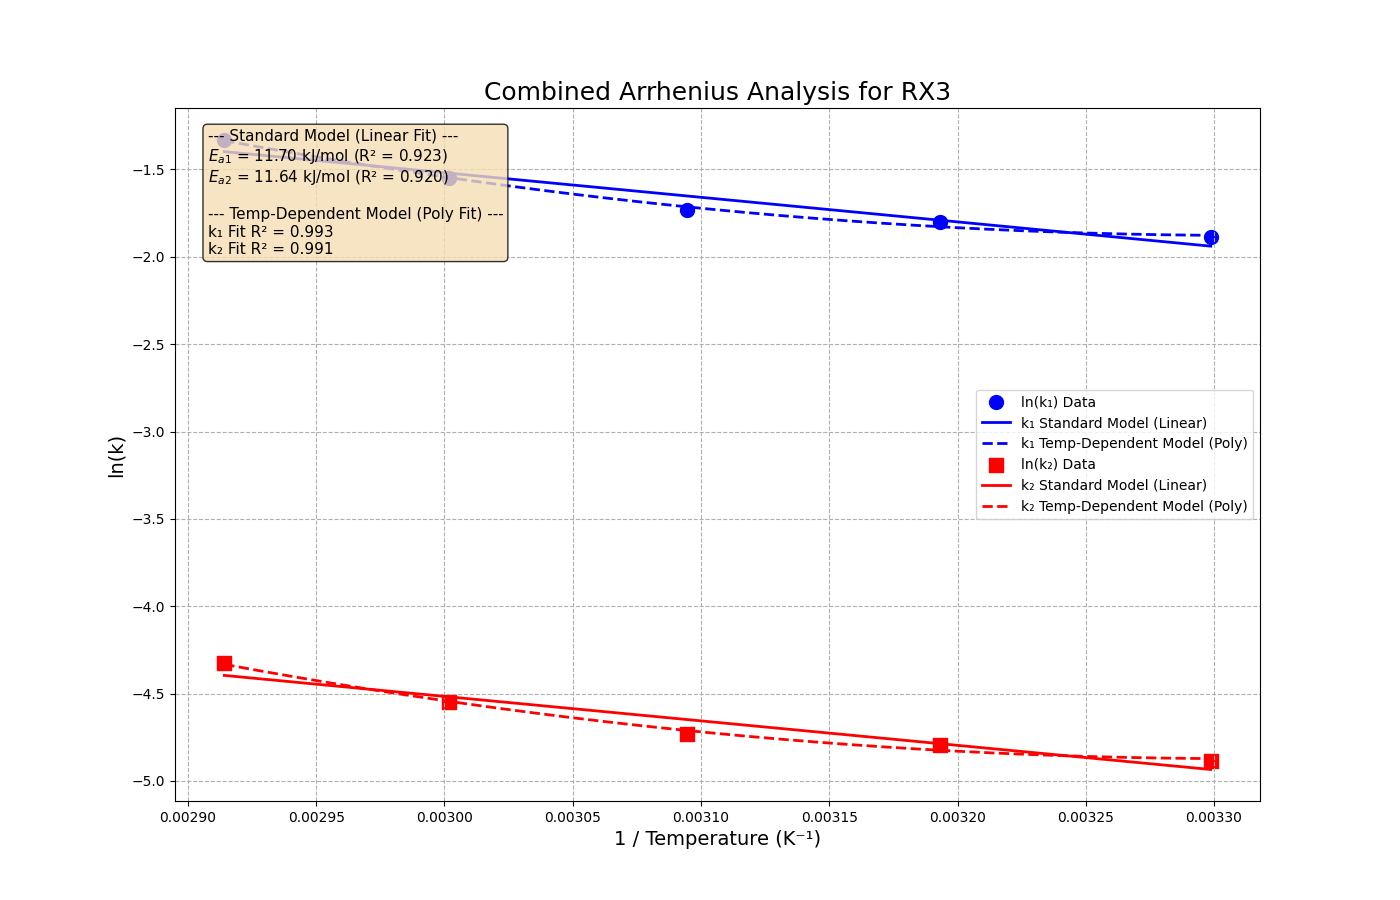 Combined Arrhenius Analysis for RX3
--- Standard Model (Linear Fit) ---
Ea1 = 11.70 kJ/mol (R² = 0.923)
Ea2 = 11.64 kJ/mol (R² = 0.920)
--- Temp-Dependent Model (Poly Fit) ---
k₁ Fit R² = 0.993
k₂ Fit R² = 0.991
ln(k)
−1.5
−2.0
−2.5
−3.0
−3.5
−4.0
−4.5
−5.0
ln(k₁) Data
k₁ Standard Model (Linear)
k₁ Temp-Dependent Model (Poly)
ln(k₂) Data
k₂ Standard Model (Linear)
k₂ Temp-Dependent Model (Poly)
0.00290 0.00295 0.00300 0.00305 0.00310 0.00315 0.00320 0.00325 0.00330
1 / Temperature (K⁻¹)